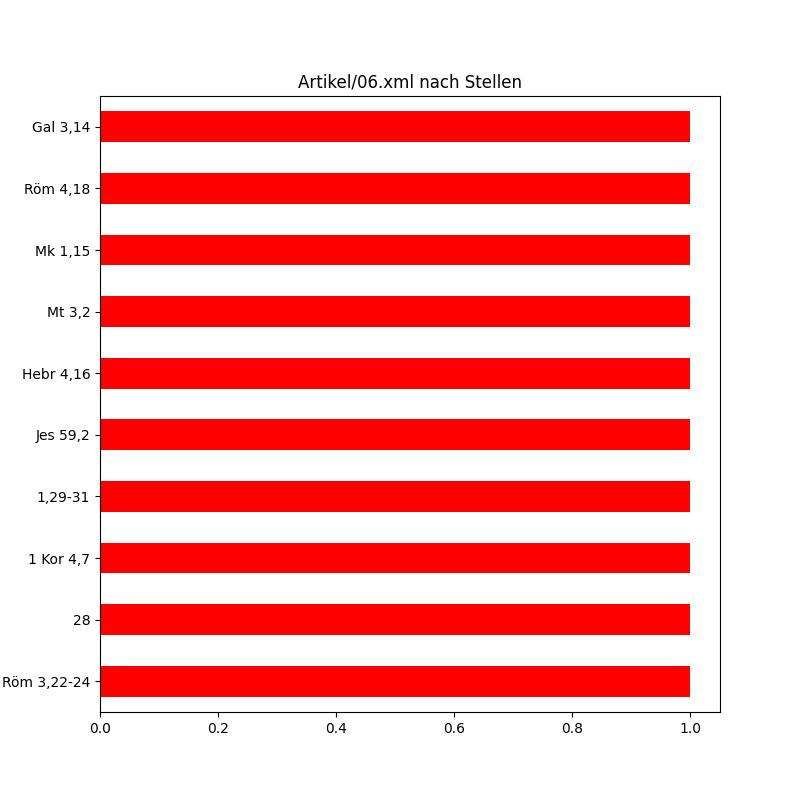 Artikel/06.xml nach Stellen
Gal 3,14
Röm 4,18
Mk 1,15
Mt 3,2
Hebr 4,16
Jes 59,2
1,29-31
1 Kor 4,7
28
Röm 3,22-24
0.0 0.2 0.4 0.6 0.8 1.0